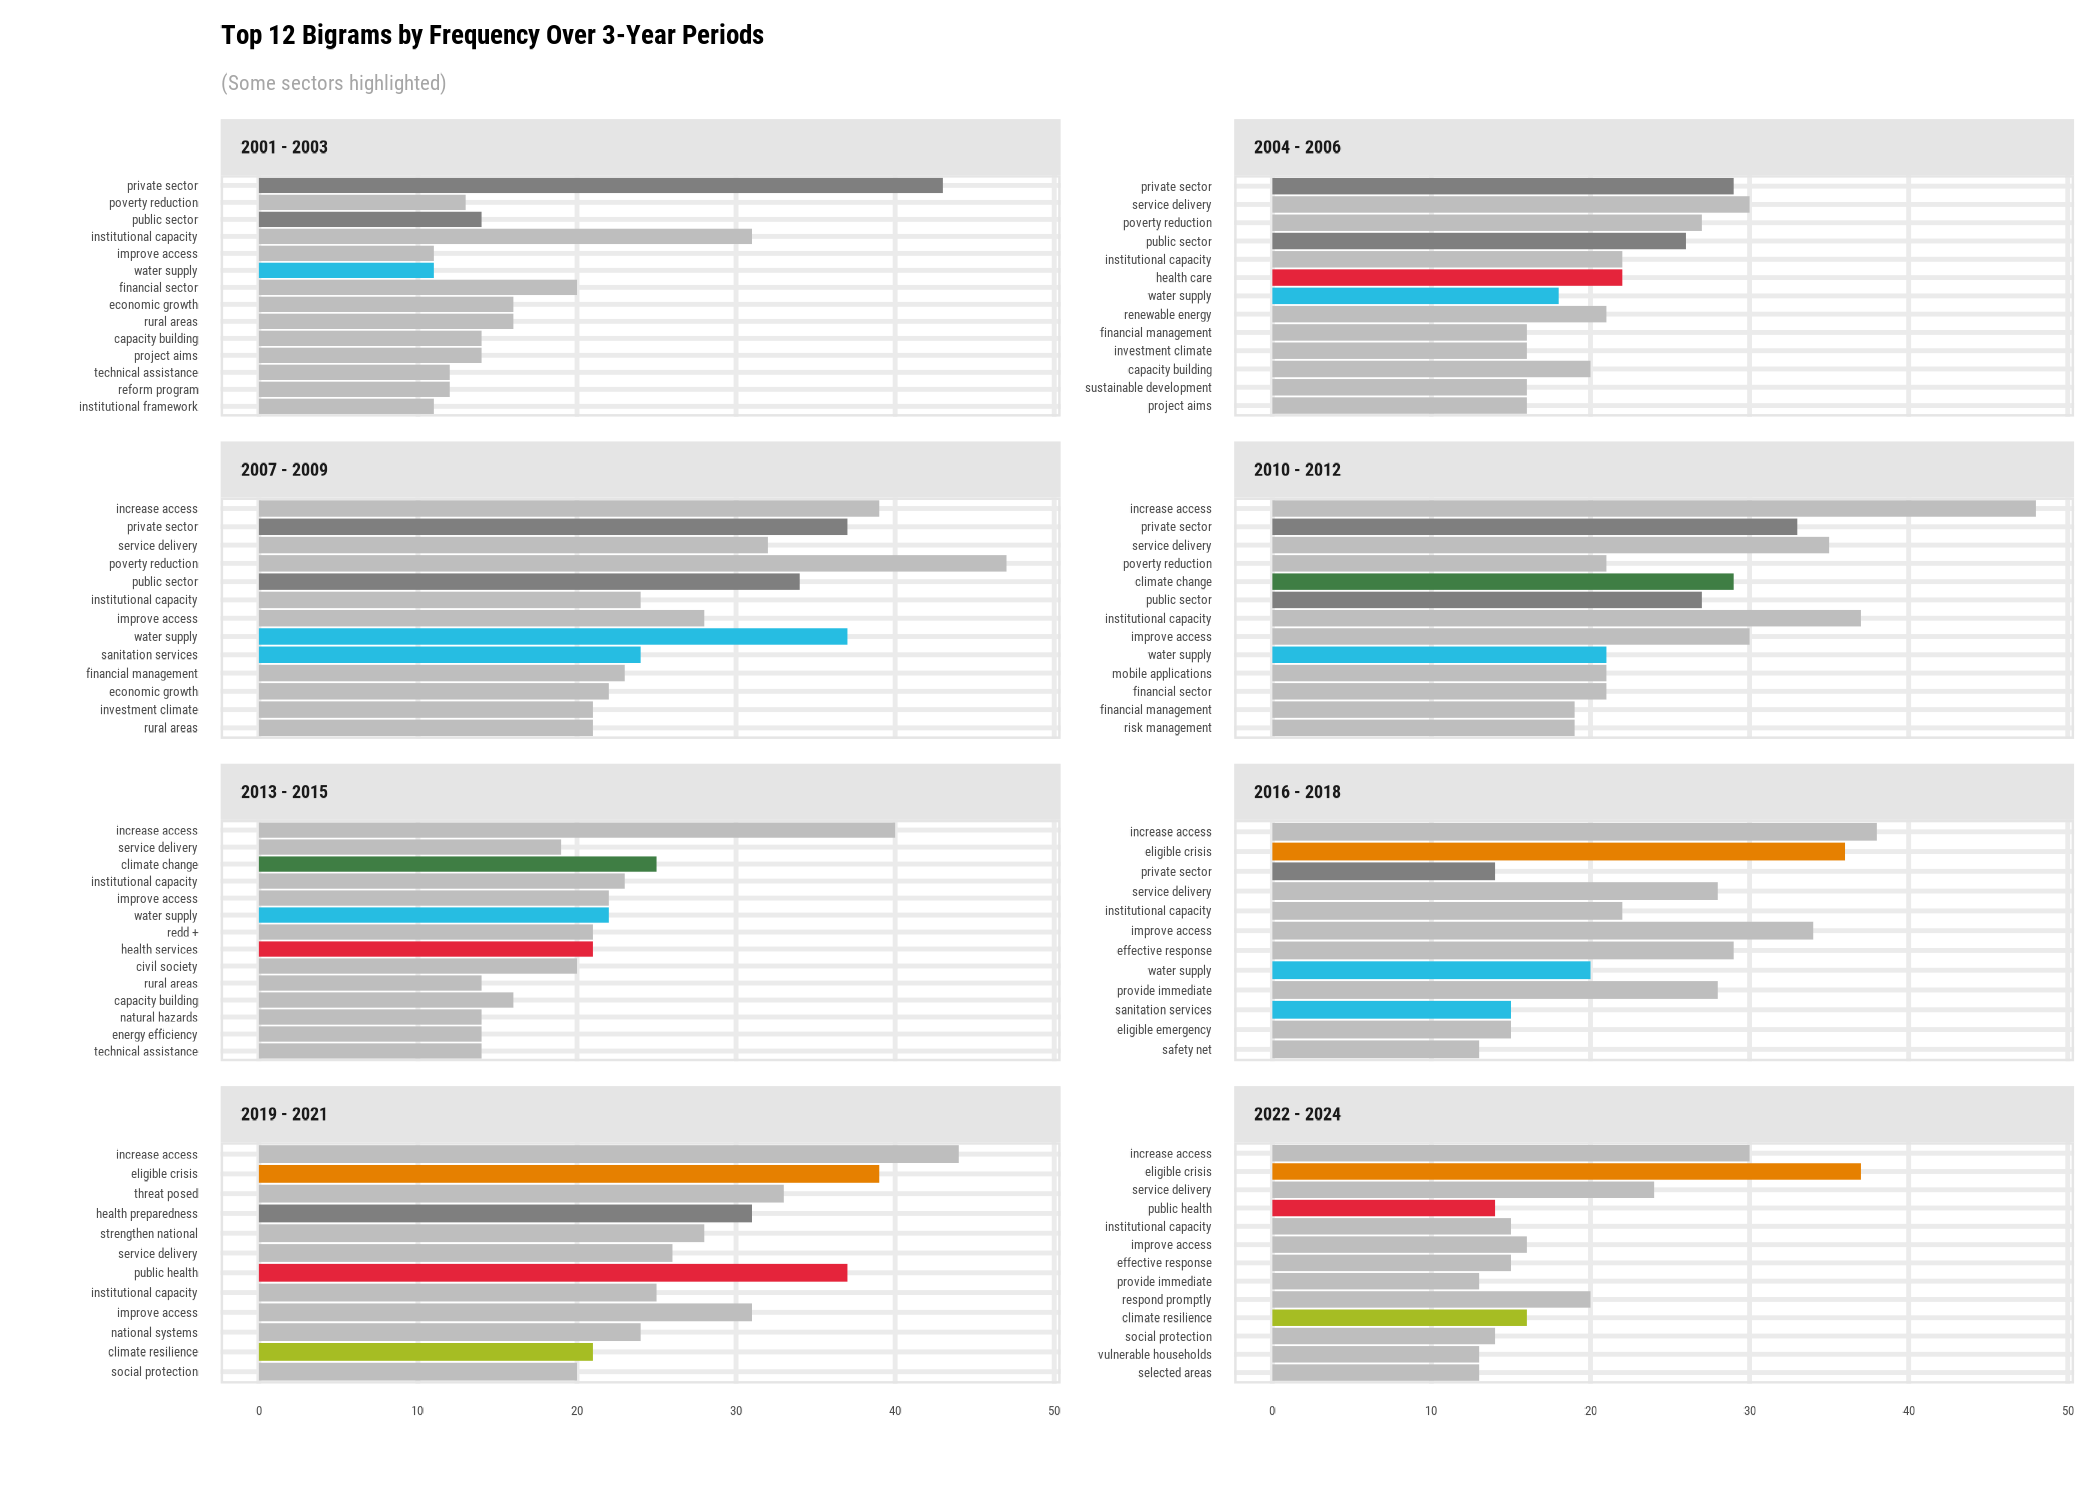 Top 12 Bigrams by Frequency Over 3-Year Periods
(Some sectors highlighted)
2001 - 2003
private sector
poverty reduction
public sector
institutional capacity
improve access
water supply
financial sector
economic growth
rural areas
capacity building
project aims
technical assistance
reform program
institutional framework
2004 - 2006
private sector
service delivery
poverty reduction
public sector
institutional capacity
health care
water supply
renewable energy
financial management
investment climate
capacity building
sustainable development
project aims
2007 - 2009
increase access
private sector
service delivery
poverty reduction
public sector
institutional capacity
improve access
water supply
sanitation services
financial management
economic growth
investment climate
rural areas
2010 - 2012
increase access
private sector
service delivery
poverty reduction
climate change
public sector
institutional capacity
improve access
water supply
mobile applications
financial sector
financial management
risk management
2013 - 2015
increase access
service delivery
climate change
institutional capacity
improve access
water supply
redd +
health services
civil society
rural areas
capacity building
natural hazards
energy efficiency
technical assistance
2016 - 2018
increase access
eligible crisis
private sector
service delivery
institutional capacity
improve access
effective response
water supply
provide immediate
sanitation services
eligible emergency
safety net
2019 - 2021
increase access
eligible crisis
threat posed
health preparedness
strengthen national
service delivery
public health
institutional capacity
improve access
national systems
climate resilience
social protection
0 10 20 30 40 50
2022 - 2024
increase access
eligible crisis
service delivery
public health
institutional capacity
improve access
effective response
provide immediate
respond promptly
climate resilience
social protection
vulnerable households
selected areas
0 10 20 30 40 50